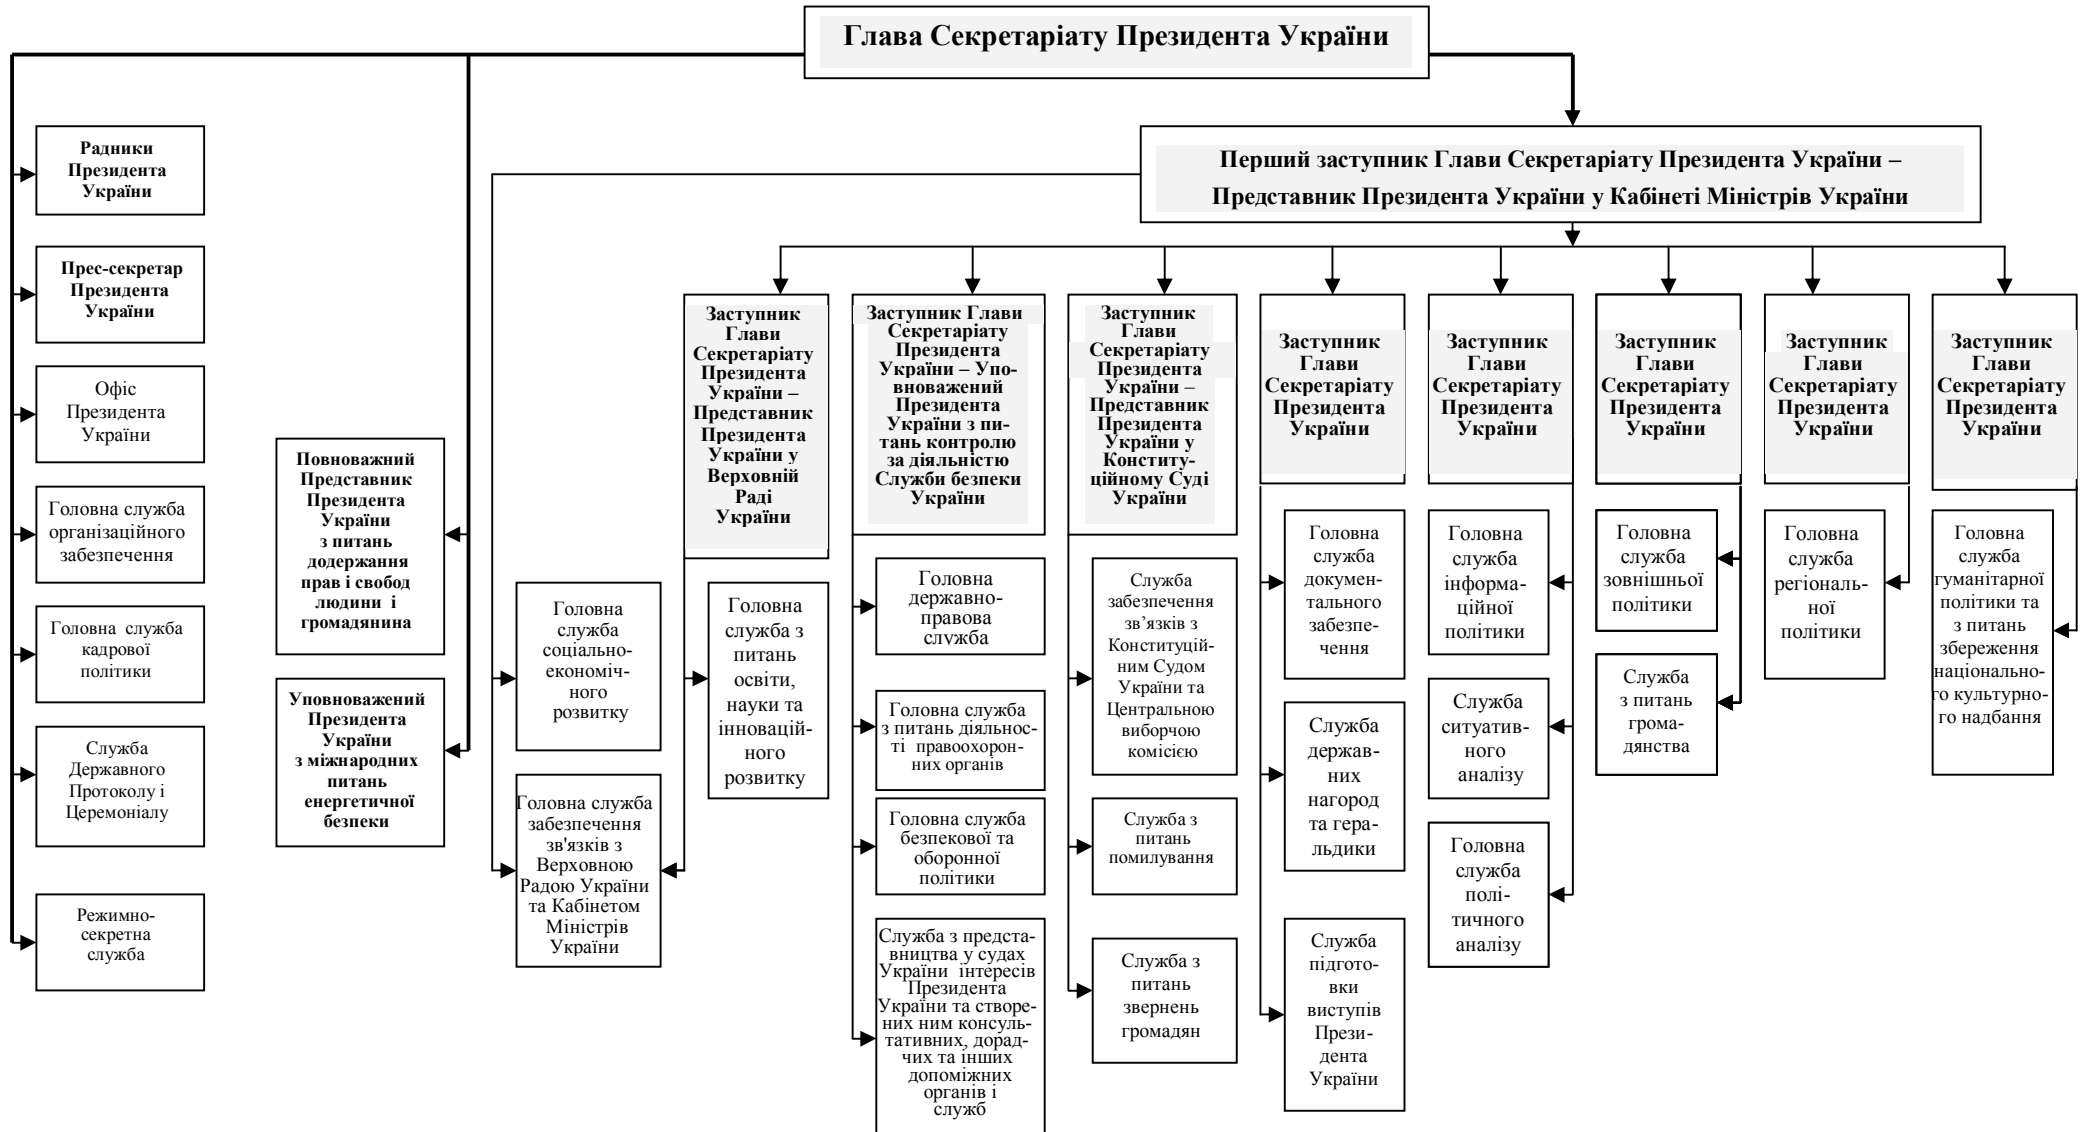 Глава Секретаріату Президента України
Перший заступник Глави Секретаріату Президента України –
Представник Президента України у Кабінеті Міністрів України
Радники
Президента
України
Прес-секретар
Президента
України
Офіс
Президента
України
Головна служба
організаційного
забезпечення
Головна служба
кадрової
політики
Служба
Державного
Протоколу і
Церемоніалу
Режимно-
секретна
служба
Повноважний
Представник
Президента
України
з питань
додержання
прав і свобод
людини і
громадянина
Уповноважений
Президента
України
з міжнародних
питань
енергетичної
безпеки
Головна
служба
соціально-
економіч-
ного
розвитку
Головна служба
забезпечення
зв'язків з
Верховною
Радою України
та Кабінетом
Міністрів
України
Заступник
Глави
Секретаріату
Президента
України –
Представник
Президента
України у
Верховній
Раді
України
Головна
служба з
питань
освіти,
науки та
інноваційн-
ого
розвитку
Заступник Глави
Секретаріату
Президента
України – Упо-
вноважений
Президента
України з пи-
тань контролю
за діяльністю
Служби безпеки
України
Головна
державно-
правова
служба
Головна служба
з питань діяльнос-
ті правоохорон-
них органів
Головна служба
безпекової та
оборонної
політики
Служба з предста-
вництва у судах
України інтересів
Президента
України та створе-
них ним консуль-
тативних, дорад-
чих та інших
допоміжних
органів і
служб
Заступник
Глави
Секретаріату
Президента
України –
Представник
Президента
України у
Конститу-
ційному Суді
України
Служба
забезпечення
зв’язків з
Конституцій-
ним Судом
України та
Центральною
виборчою
комісією
Служба з
питань
помилування
Служба з
питань
звернень
громадян
Заступник
Глави
Секретаріату
Президента
України
Головна
служба
докумен-
тального
забезпе-
чення
Служба
держав-
них
нагород
та гера-
льдики
Служба
підгото-
вки
виступів
Прези-
дента
України
Заступник
Глави
Секретаріату
Президента
України
Головна
служба
інформа-
ційної
політики
Служба
ситуатив-
ного
аналізу
Головна
служба
полі-
тичного
аналізу
Заступник
Глави
Секретаріату
Президента
України
Головна
служба
зовнішньої
політики
Служба
з питань
грома-
дянства
Заступник
Глави
Секретаріату
Президента
України
Головна
служба
регіональ-
ної
політики
Заступник
Глави
Секретаріату
Президента
України
Головна
служба
гуманітарної
політики та
з питань
збереження
національно-
го культурно-
го надбання